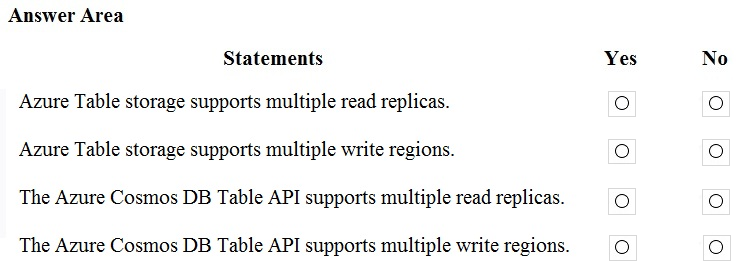 Answer Area
Statements Yes No
Azure Table storage supports multiple read replicas.
Azure Table storage supports multiple write regions.
The Azure Cosmos DB Table API supports multiple read replicas.
The Azure Cosmos DB Table API supports multiple write regions.